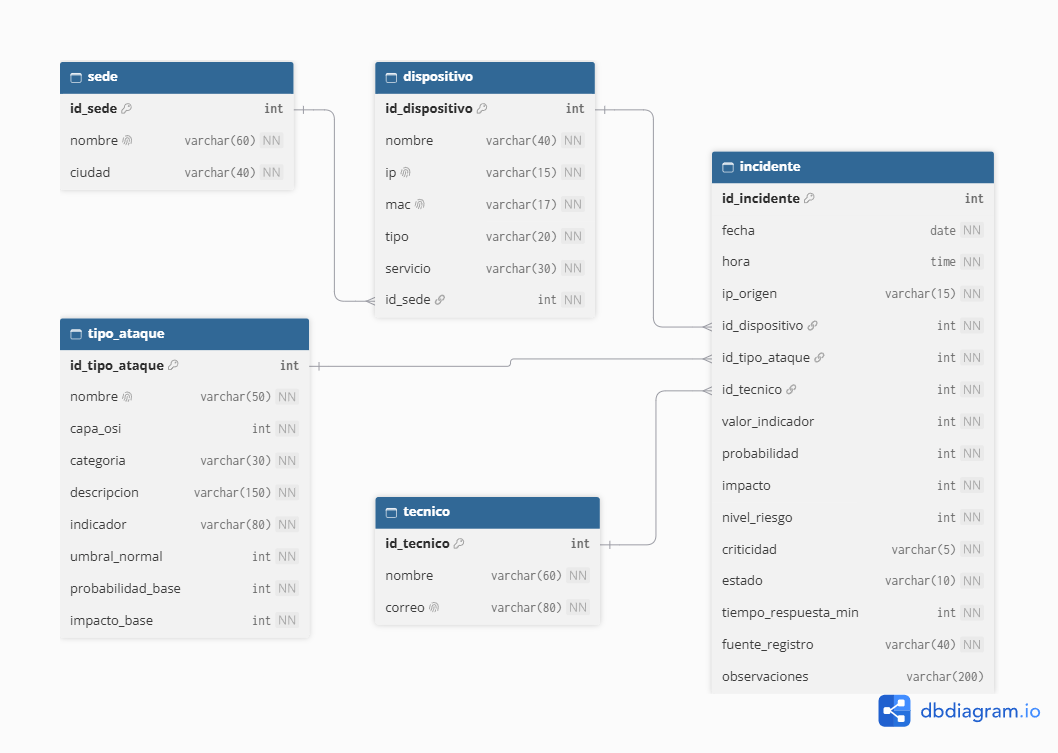 sede
id_sede int
nombre varchar(60) NN
ciudad varchar(40) NN
dispositivo
id_dispositivo int
nombre varchar(40) NN
ip varchar(15) NN
mac varchar(17) NN
tipo varchar(20) NN
servicio varchar(30) NN
id_sede int NN
tipo_ataque
id_tipo_ataque int
nombre varchar(50) NN
capa_osi int NN
categoria varchar(30) NN
descripcion varchar(150) NN
indicador varchar(80) NN
umbral_normal int NN
probabilidad_base int NN
impacto_base int NN
tecnico
id_tecnico int
nombre varchar(60) NN
correo varchar(80) NN
incidente
id_incidente int
fecha date NN
hora time NN
ip_origen varchar(15) NN
id_dispositivo int NN
id_tipo_ataque int NN
id_tecnico int NN
valor_indicador int NN
probabilidad int NN
impacto int NN
nivel_riesgo int NN
criticidad varchar(5) NN
estado varchar(10) NN
tiempo_respuesta_min int NN
fuente_registro varchar(40) NN
observaciones varchar(200)
dbdiagram.io